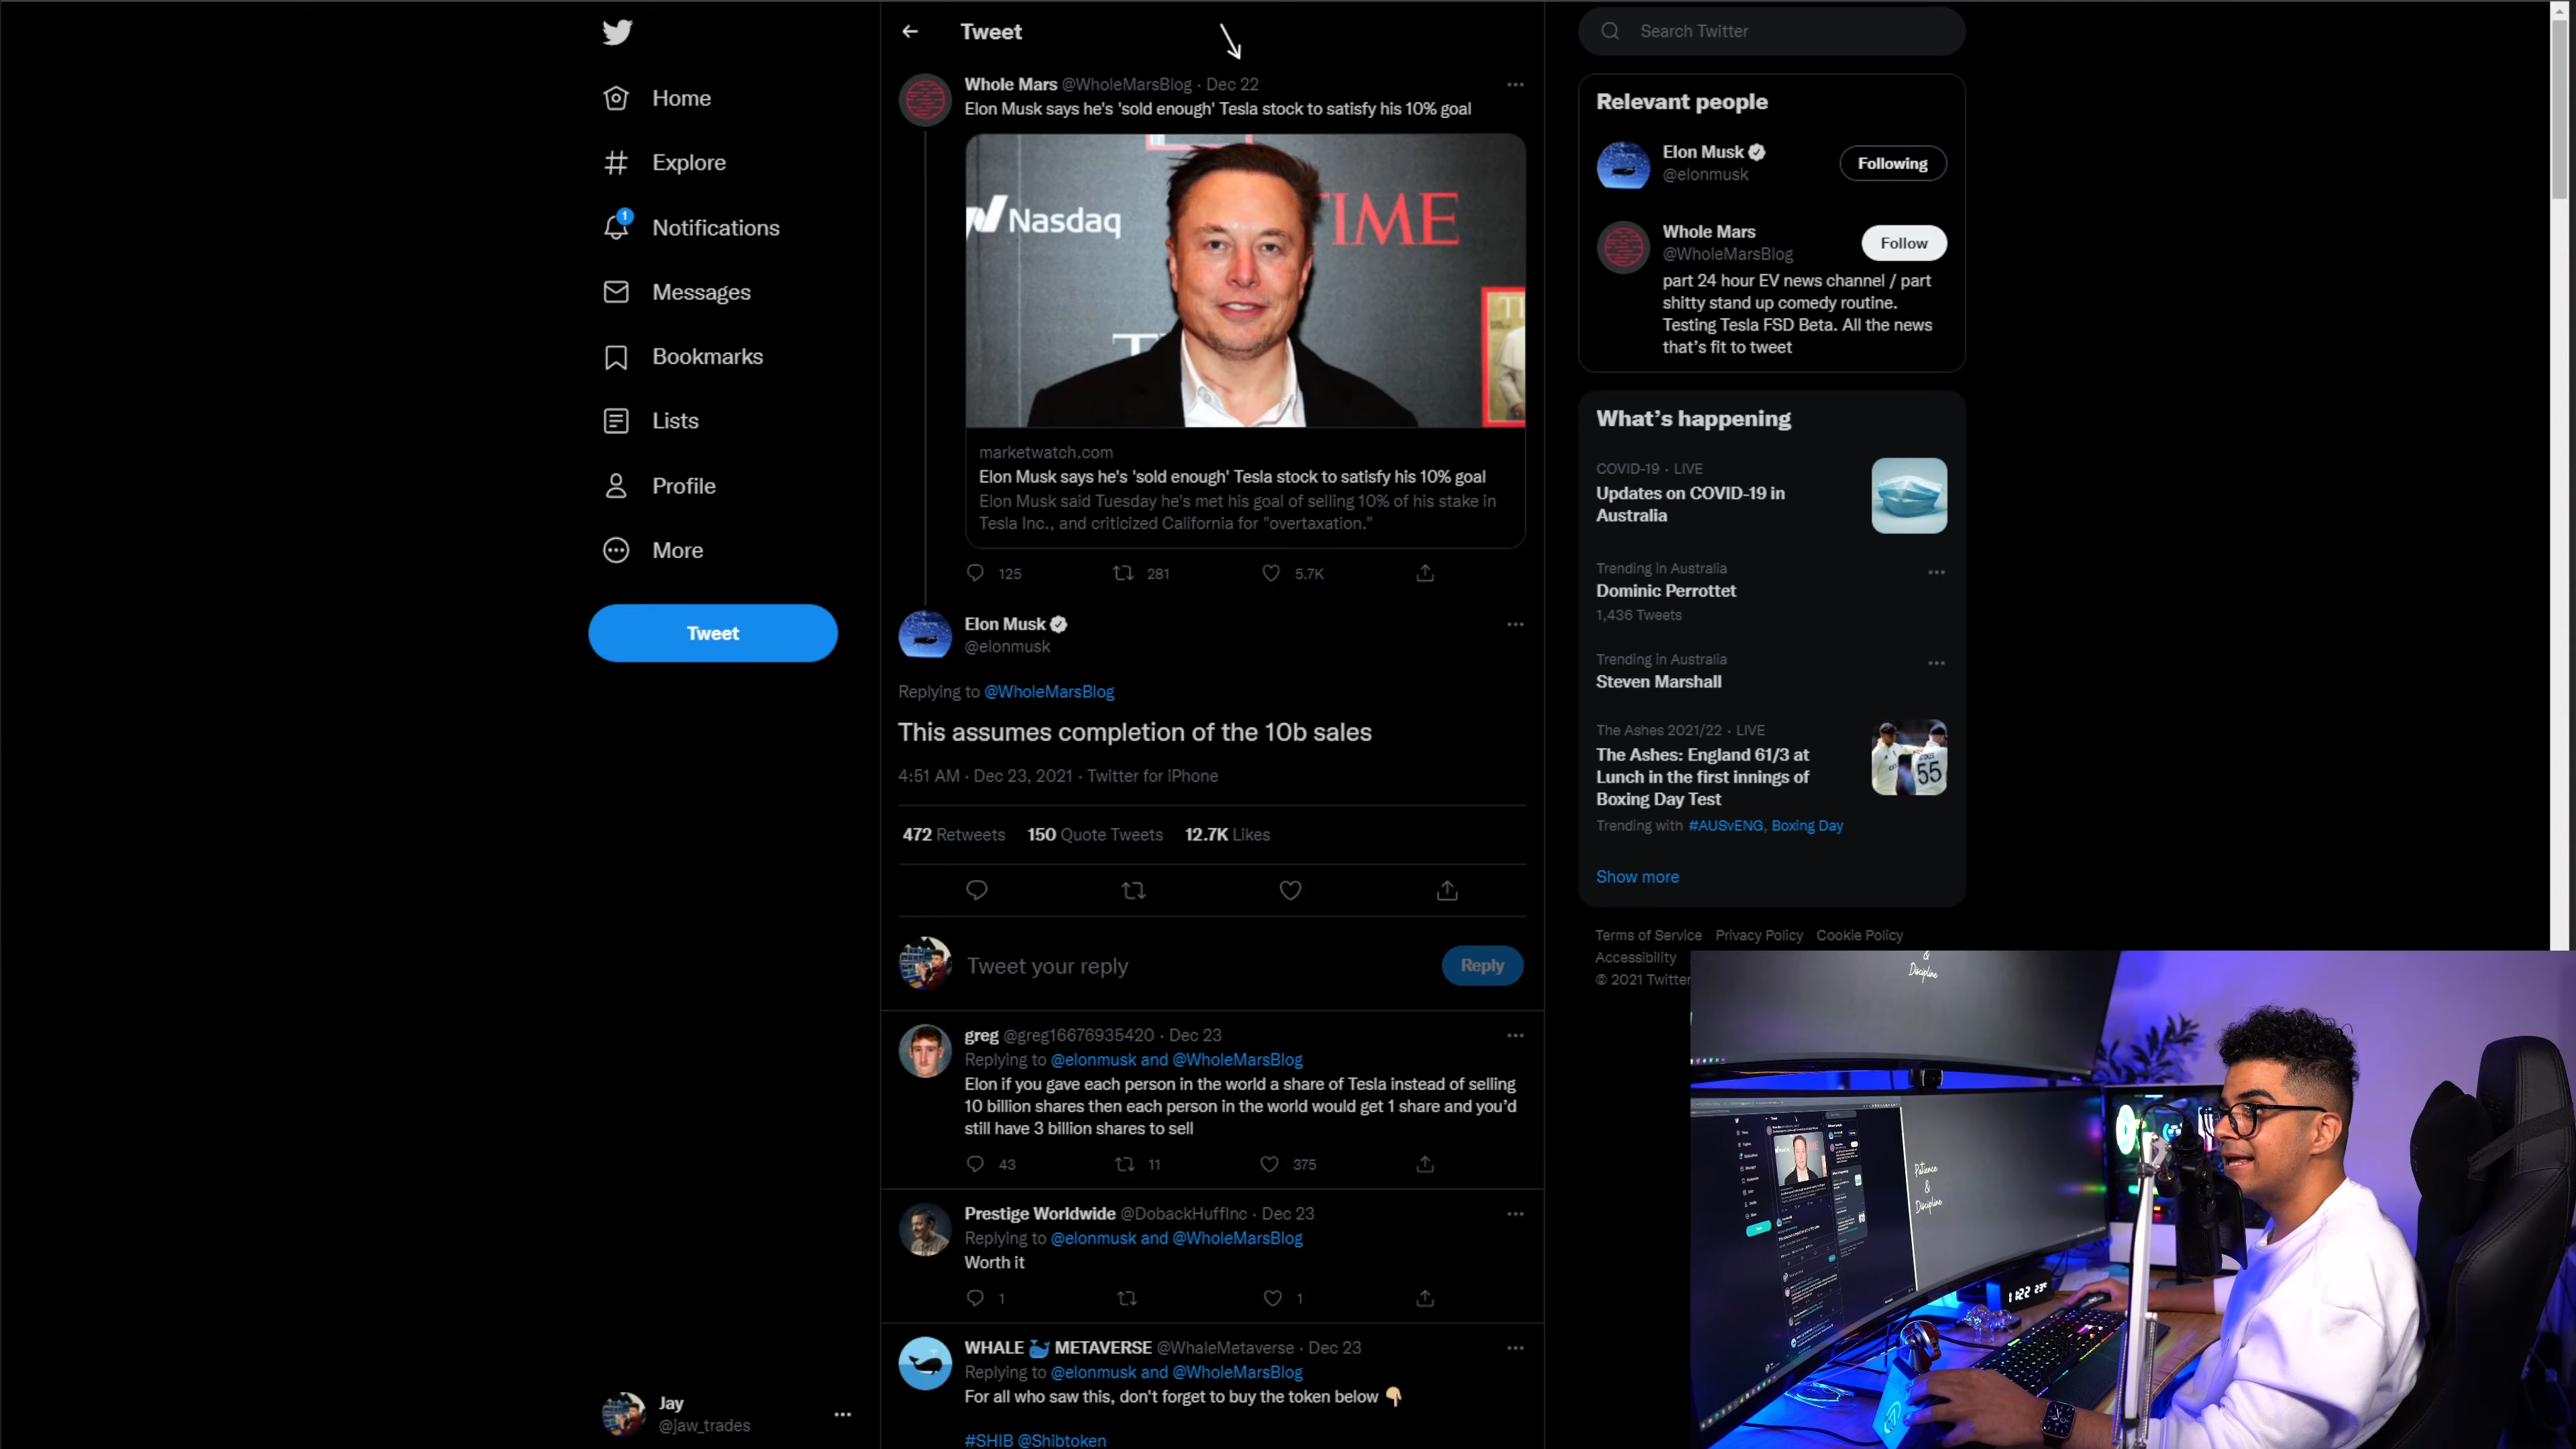 Home
Explore
1
Notifications
Messages
Bookmarks
Lists
Profile
More
Tweet
Jay
@jaw_trades
Tweet
Whole Mars @WholeMarsBlog · Dec 22
Elon Musk says he's 'sold enough' Tesla stock to satisfy his 10% goal
Nasdaq
TIME
marketwatch.com
Elon Musk says he's 'sold enough' Tesla stock to satisfy his 10% goal
Elon Musk said Tuesday he's met his goal of selling 10% of his stake in
Tesla Inc., and criticized California for "overtaxation."
125 281 5.7K
Elon Musk
@elonmusk
Replying to @WholeMarsBlog
This assumes completion of the 10b sales
4:51 AM · Dec 23, 2021 · Twitter for iPhone
472 Retweets 150 Quote Tweets 12.7K Likes
Tweet your reply
Reply
greg @greg16676935420 · Dec 23
Replying to @elonmusk and @WholeMarsBlog
Elon if you gave each person in the world a share of Tesla instead of selling
10 billion shares then each person in the world would get 1 share and you'd
still have 3 billion shares to sell
43 11 375
Prestige Worldwide @DobackHuffInc · Dec 23
Replying to @elonmusk and @WholeMarsBlog
Worth it
1 1
WHALE 🐳 METAVERSE @WhaleMetaverse · Dec 23
Replying to @elonmusk and @WholeMarsBlog
For all who saw this, don't forget to buy the token below 👇
#SHIB @Shibtoken
Search Twitter
Relevant people
Elon Musk
@elonmusk
Following
Whole Mars
@WholeMarsBlog
Follow
part 24 hour EV news channel / part
shitty stand up comedy routine.
Testing Tesla FSD Beta. All the news
that's fit to tweet
What's happening
COVID-19 · LIVE
Updates on COVID-19 in
Australia
Trending in Australia
Dominic Perrottet
1,436 Tweets
Trending in Australia
Steven Marshall
The Ashes 2021/22 · LIVE
The Ashes: England 61/3 at
Lunch in the first innings of
Boxing Day Test
55
Trending with #AUSvENG, Boxing Day
Show more
Terms of Service Privacy Policy Cookie Policy
Accessibility
© 2021 Twitter
&
Discipline
Patience
&
Discipline